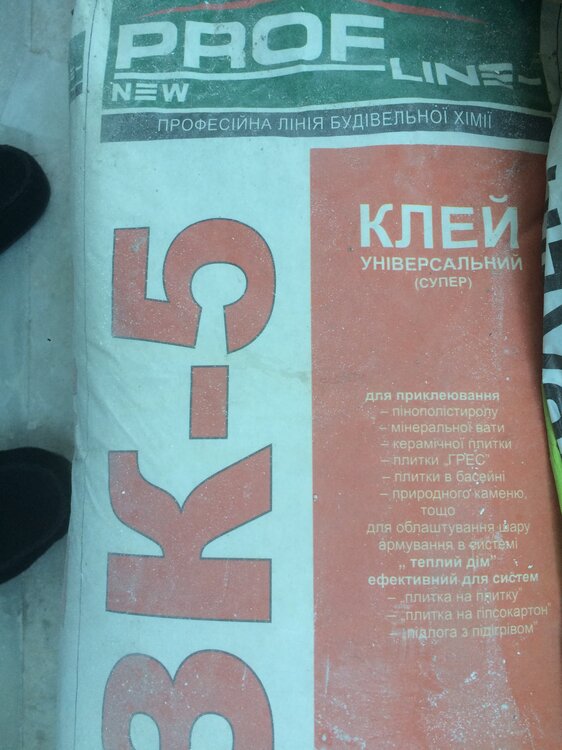 PROF
LINE
NEW
ПРОФЕСІЙНА ЛІНІЯ БУДІВЕЛЬНОЇ ХІМІЇ
ЗК-5
КЛЕЙ
УНІВЕРСАЛЬНИЙ
(СУПЕР)
для приклеювання
– пінополістиролу
– мінеральної вати
– керамічної плитки
– плитки „ГРЕС"
– плитки в басейні
– природного каменю,
тощо
для облаштування шару
армування в системі
„ теплий дім"
ефективний для систем
– „плитка на плитку"
– „плитка на гіпсокартон"
– „підлога з підігрівом"